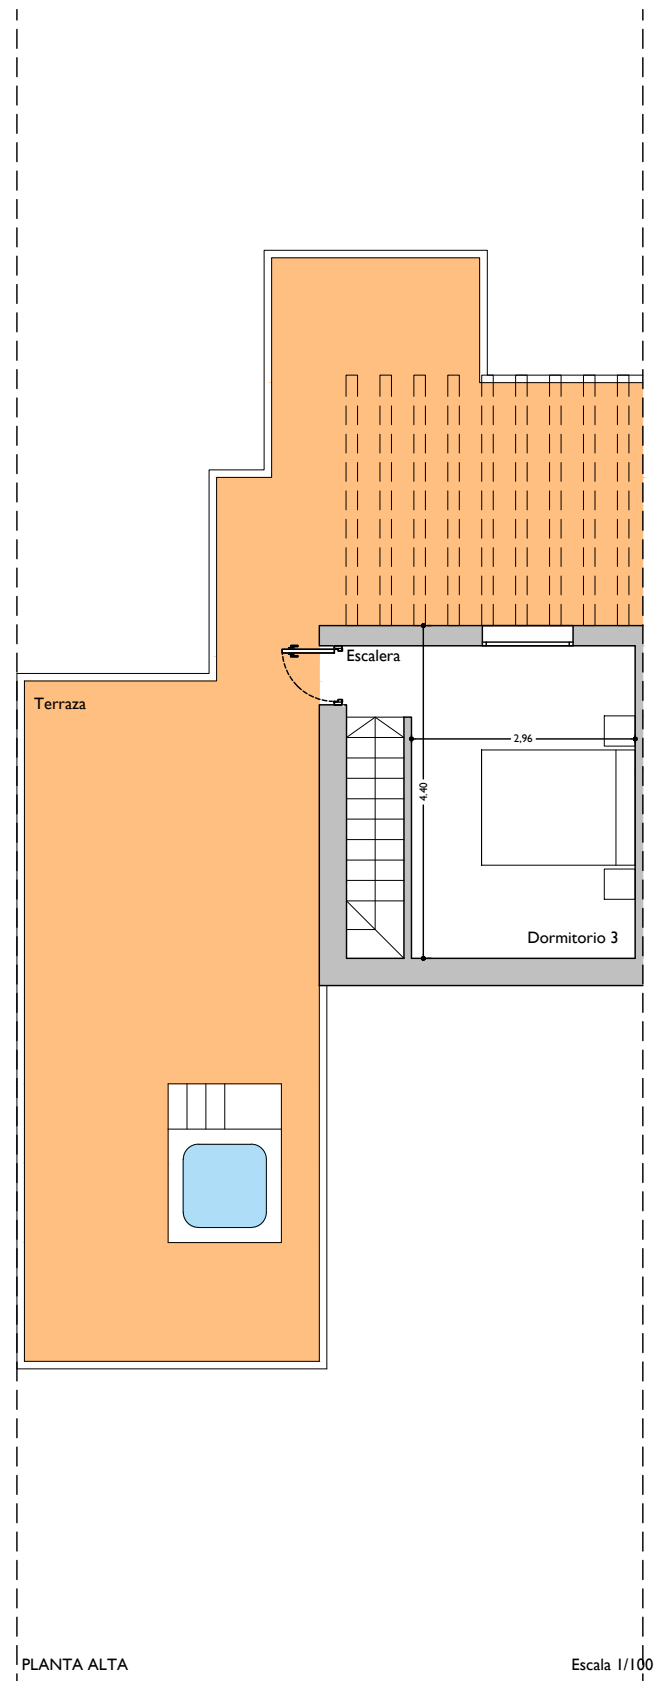 Escalera
Terraza
2,96
4.40
Dormitorio 3
PLANTA ALTA
Escala 1/100